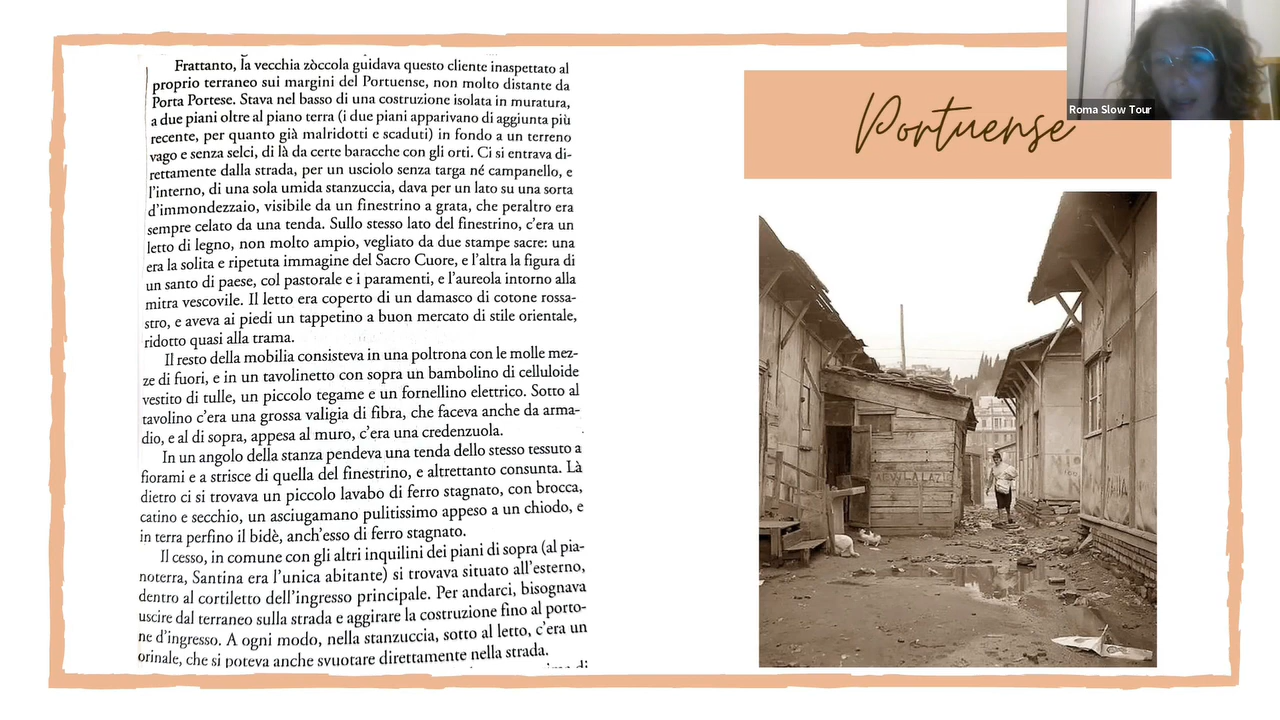 Frattanto, la vecchia zòccola guidava questo cliente inaspettato al
proprio terraneo sui margini del Portuense, non molto distante da
Porta Portese. Stava nel basso di una costruzione isolata in muratura,
a due piani oltre al piano terra (i due piani apparivano di aggiunta più
recente, per quanto già malridotti e scaduti) in fondo a un terreno
vago e senza selci, di là da certe baracche con gli orti. Ci si entrava di-
rettamente dalla strada, per un usciolo senza targa né campanello, e
l'interno, di una sola umida stanzuccia, dava per un lato su una sorta
d'immondezzaio, visibile da un finestrino a grata, che peraltro era
sempre celato da una tenda. Sullo stesso lato del finestrino, c'era un
letto di legno, non molto ampio, vegliato da due stampe sacre: una
era la solita e ripetuta immagine del Sacro Cuore, e l'altra la figura di
un santo di paese, col pastorale e i paramenti, e l'aureola intorno alla
mitra vescovile. Il letto era coperto di un damasco di cotone rossa-
stro, e aveva ai piedi un tappetino a buon mercato di stile orientale,
ridotto quasi alla trama.
Il resto della mobilia consisteva in una poltrona con le molle mez-
ze di fuori, e in un tavolinetto con sopra un bambolino di celluloide
vestito di tulle, un piccolo tegame e un fornellino elettrico. Sotto al
tavolino c'era una grossa valigia di fibra, che faceva anche da arma-
dio, e al di sopra, appesa al muro, c'era una credenzuola.
In un angolo della stanza pendeva una tenda dello stesso tessuto a
fiorami e a strisce di quella del finestrino, e altrettanto consunta. Là
dietro ci si trovava un piccolo lavabo di ferro stagnato, con brocca,
catino e secchio, un asciugamano pulitissimo appeso a un chiodo, e
in terra perfino il bidè, anch'esso di ferro stagnato.
Il cesso, in comune con gli altri inquilini dei piani di sopra (al pia-
noterra, Santina era l'unica abitante) si trovava situato all'esterno,
dentro al cortiletto dell'ingresso principale. Per andarci, bisognava
uscire dal terraneo sulla strada e aggirare la costruzione fino al porto-
ne d'ingresso. A ogni modo, nella stanzuccia, sotto al letto, c'era un
orinale, che si poteva anche svuotare direttamente nella strada.
Portuense
Roma Slow Tour
LA LAZIO